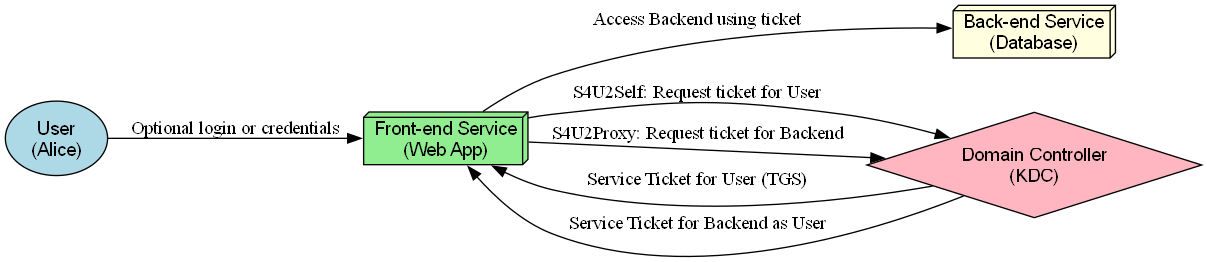 Access Backend using ticket
Back-end Service
(Database)
S4U2Self: Request ticket for User
User
(Alice)
Optional login or credentials
Front-end Service
(Web App)
S4U2Proxy: Request ticket for Backend
Domain Controller
(KDC)
Service Ticket for User (TGS)
Service Ticket for Backend as User